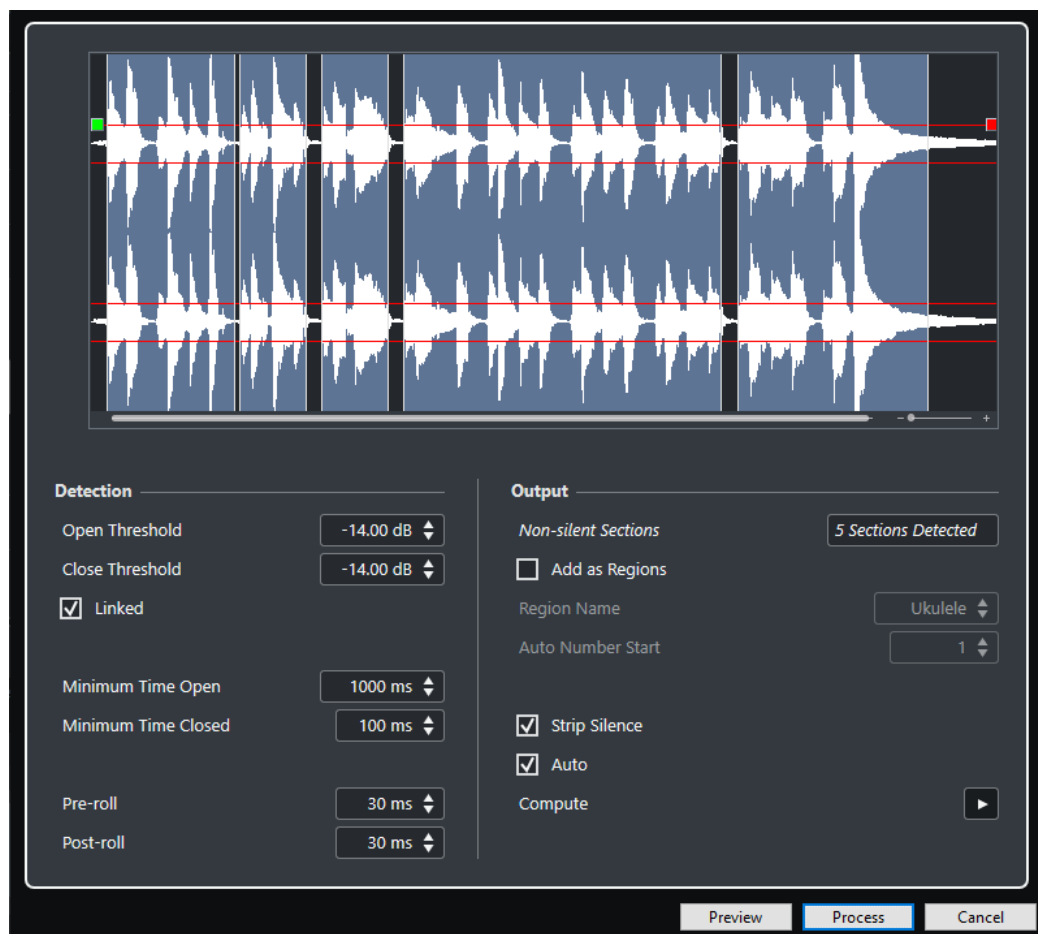 Detection
Open Threshold -14.00 dB
Close Threshold -14.00 dB
Linked
Minimum Time Open 1000 ms
Minimum Time Closed 100 ms
Pre-roll 30 ms
Post-roll 30 ms
Output
Non-silent Sections 5 Sections Detected
Add as Regions
Region Name Ukulele
Auto Number Start 1
Strip Silence
Auto
Compute
Preview Process Cancel